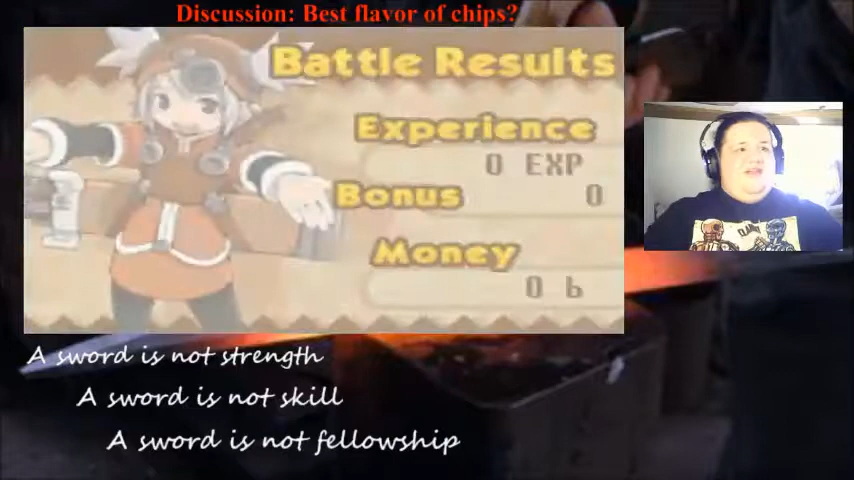 Discussion: Best flavor of chips?
Battle Results
Experience
0 EXP
Bonus
0
Money
0 b
A sword is not strength
A sword is not skill
A sword is not fellowship